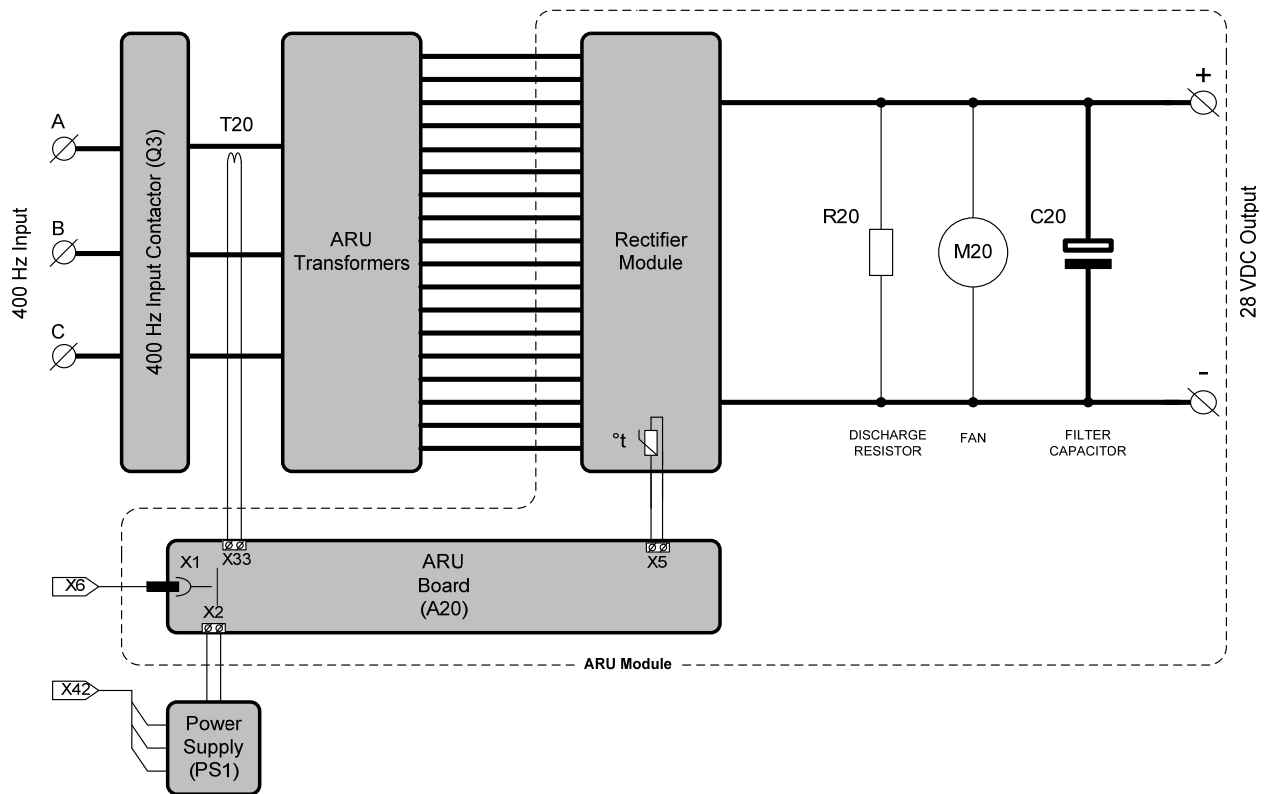 400 Hz Input
A
B
C
400 Hz Input Contactor (Q3)
T20
ARU
Transformers
Rectifier
Module
°t
R20
M20
C20
+
-
28 VDC Output
DISCHARGE
RESISTOR
FAN
FILTER
CAPACITOR
X6
X1
X33
X2
ARU
Board
(A20)
X5
ARU Module
X42
Power
Supply
(PS1)